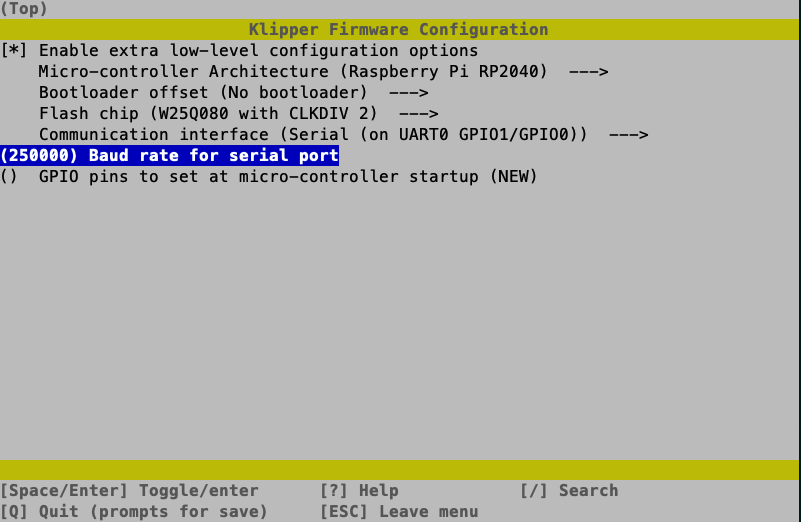 (Top)
Klipper Firmware Configuration
[*] Enable extra low-level configuration options
Micro-controller Architecture (Raspberry Pi RP2040)  --->
Bootloader offset (No bootloader)  --->
Flash chip (W25Q080 with CLKDIV 2)  --->
Communication interface (Serial (on UART0 GPIO1/GPIO0))  --->
(250000) Baud rate for serial port
()  GPIO pins to set at micro-controller startup (NEW)
[Space/Enter] Toggle/enter      [?] Help            [/] Search
[Q] Quit (prompts for save)     [ESC] Leave menu